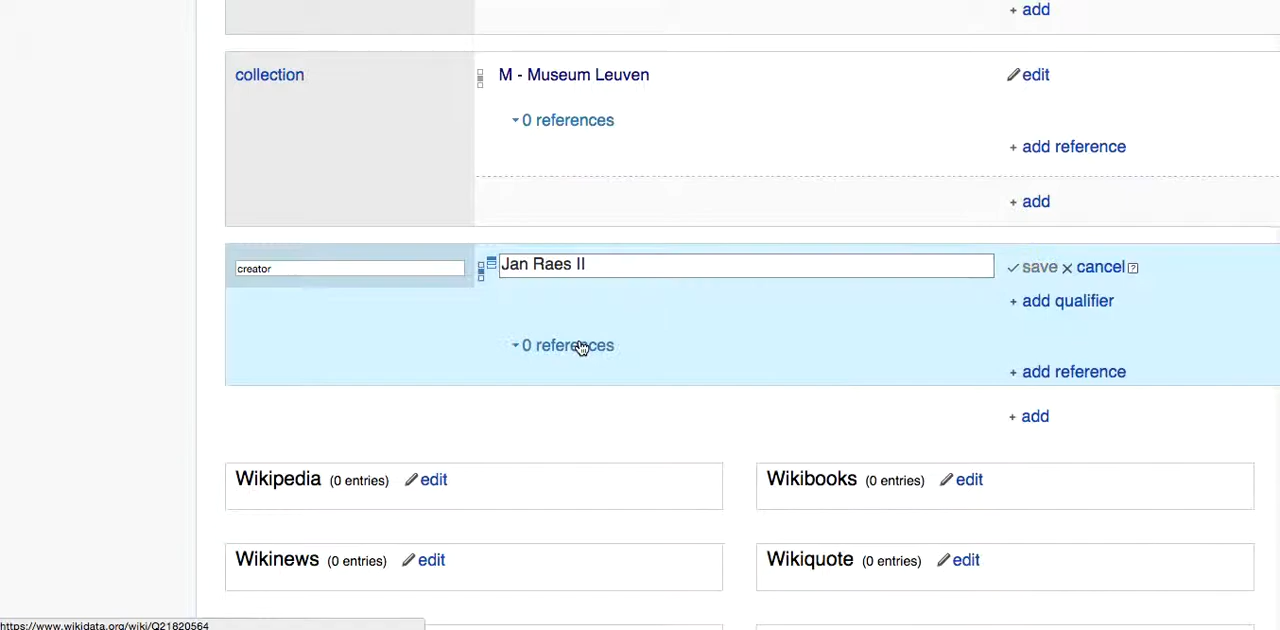 + add
collection
M - Museum Leuven
edit
0 references
+ add reference
+ add
creator
Jan Raes II
save
cancel
?
+ add qualifier
0 references
+ add reference
+ add
Wikipedia (0 entries) edit
Wikibooks (0 entries) edit
Wikinews (0 entries) edit
Wikiquote (0 entries) edit
https://www.wikidata.org/wiki/Q21820564